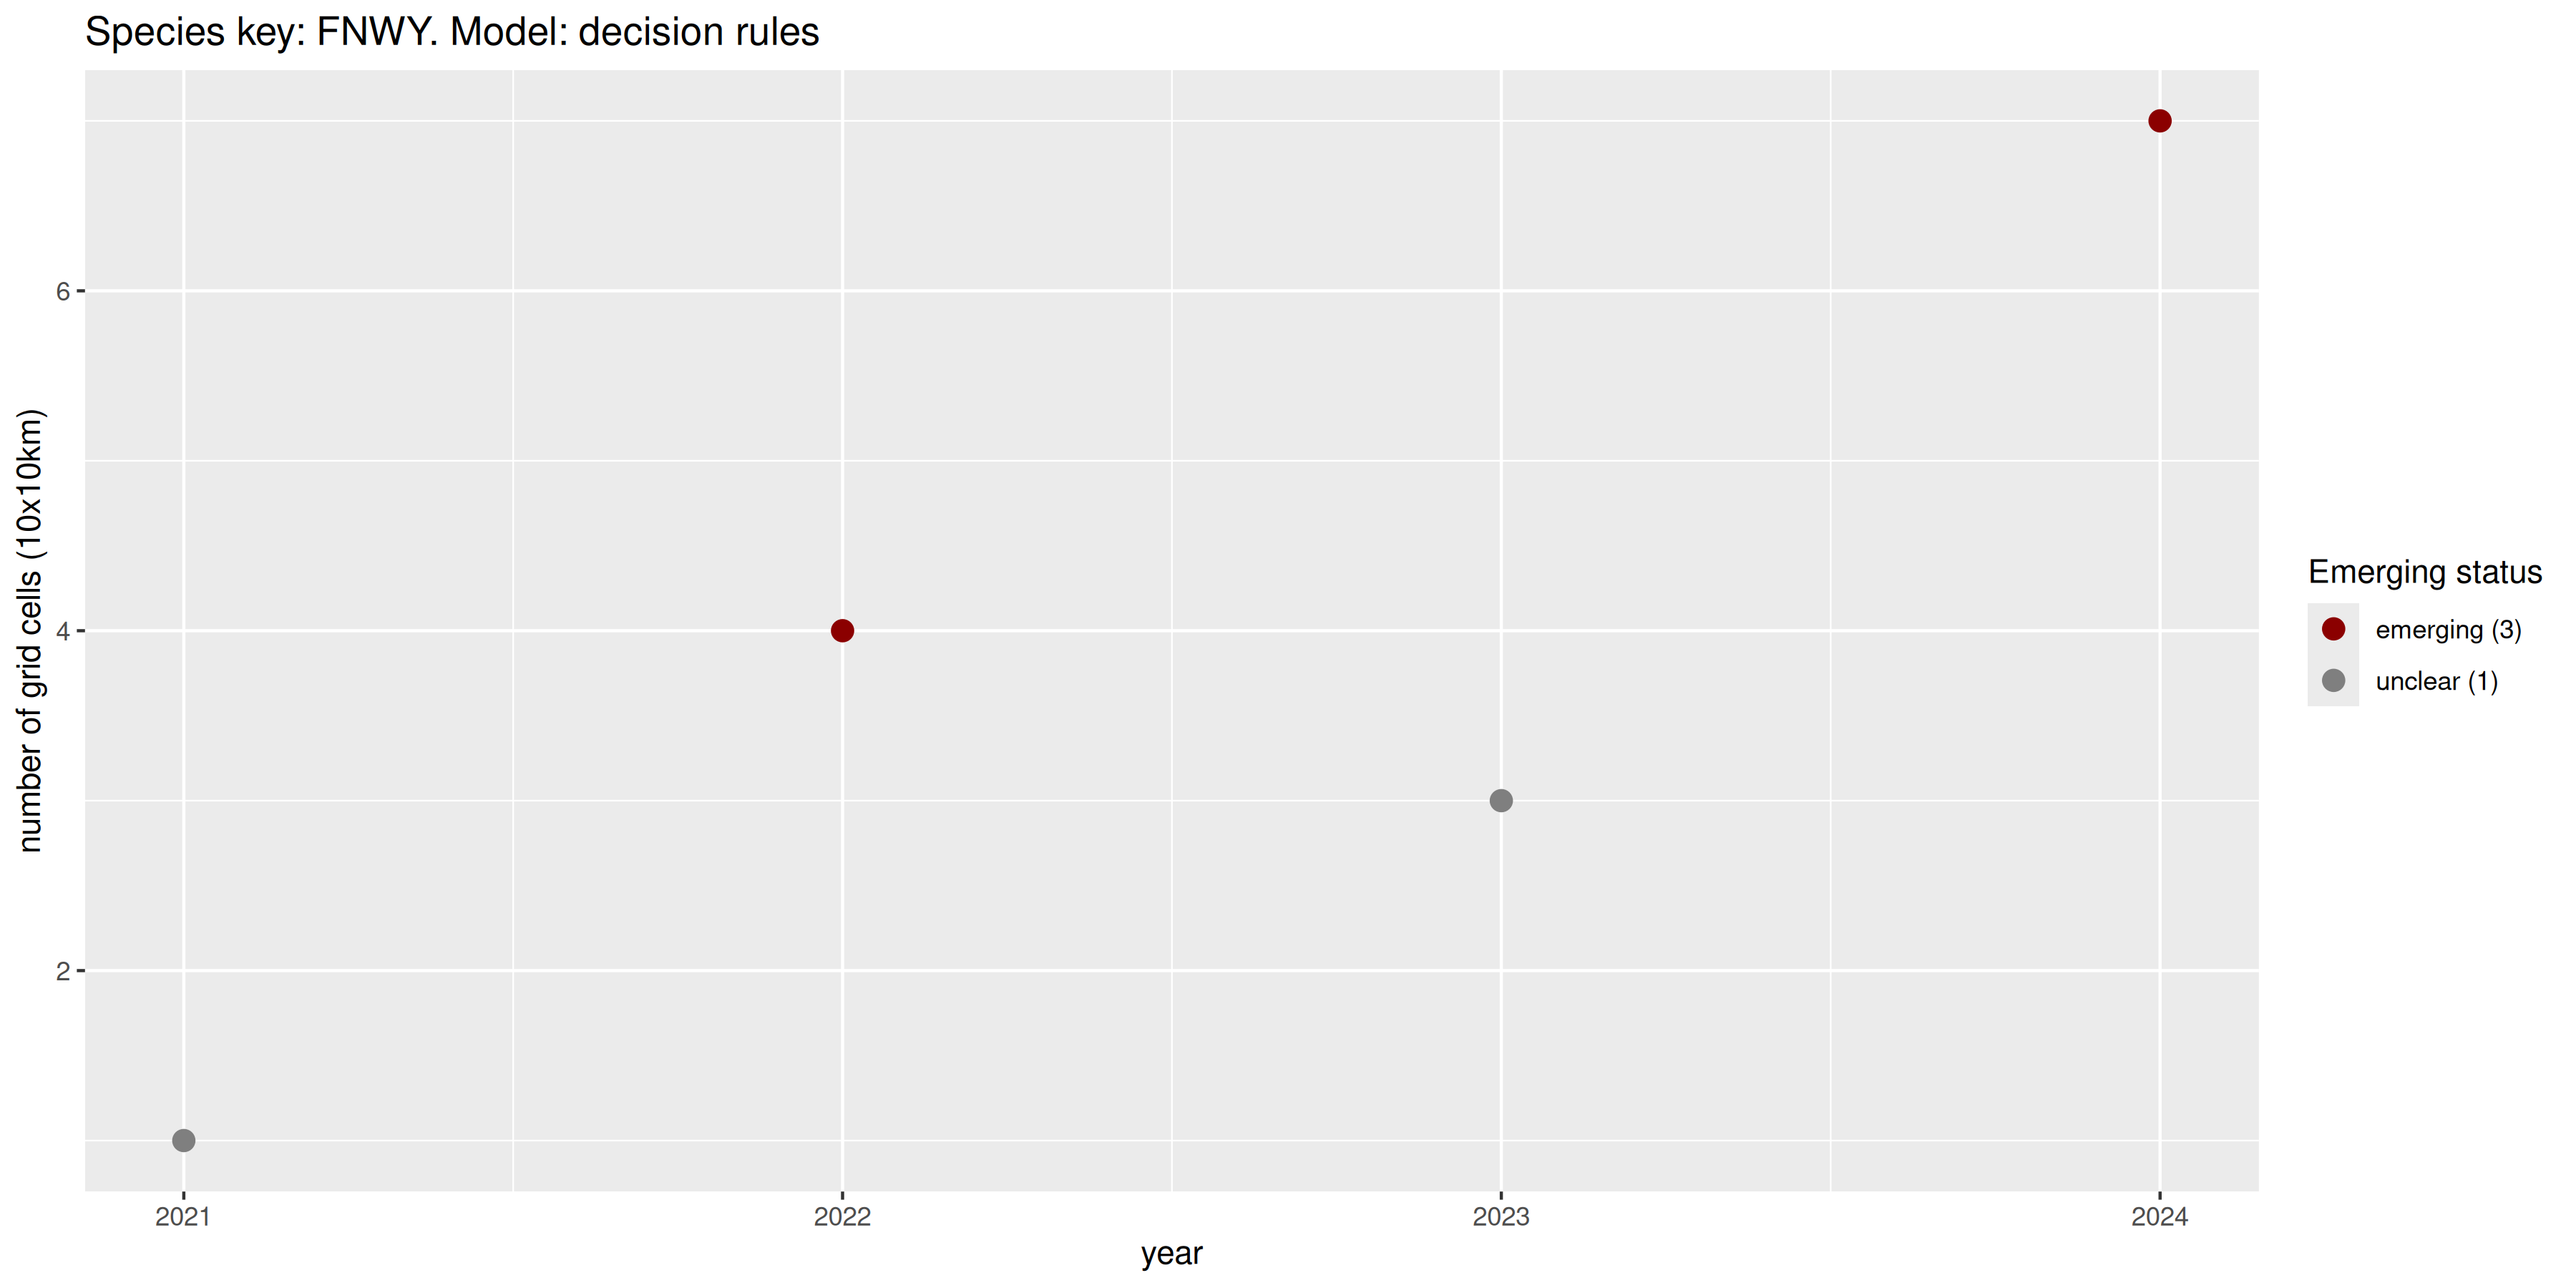 Species key: FNWY. Model: decision rules
number of grid cells (10x10km)
6
4
2
2021 2022 2023 2024
year
Emerging status
emerging (3)
unclear (1)